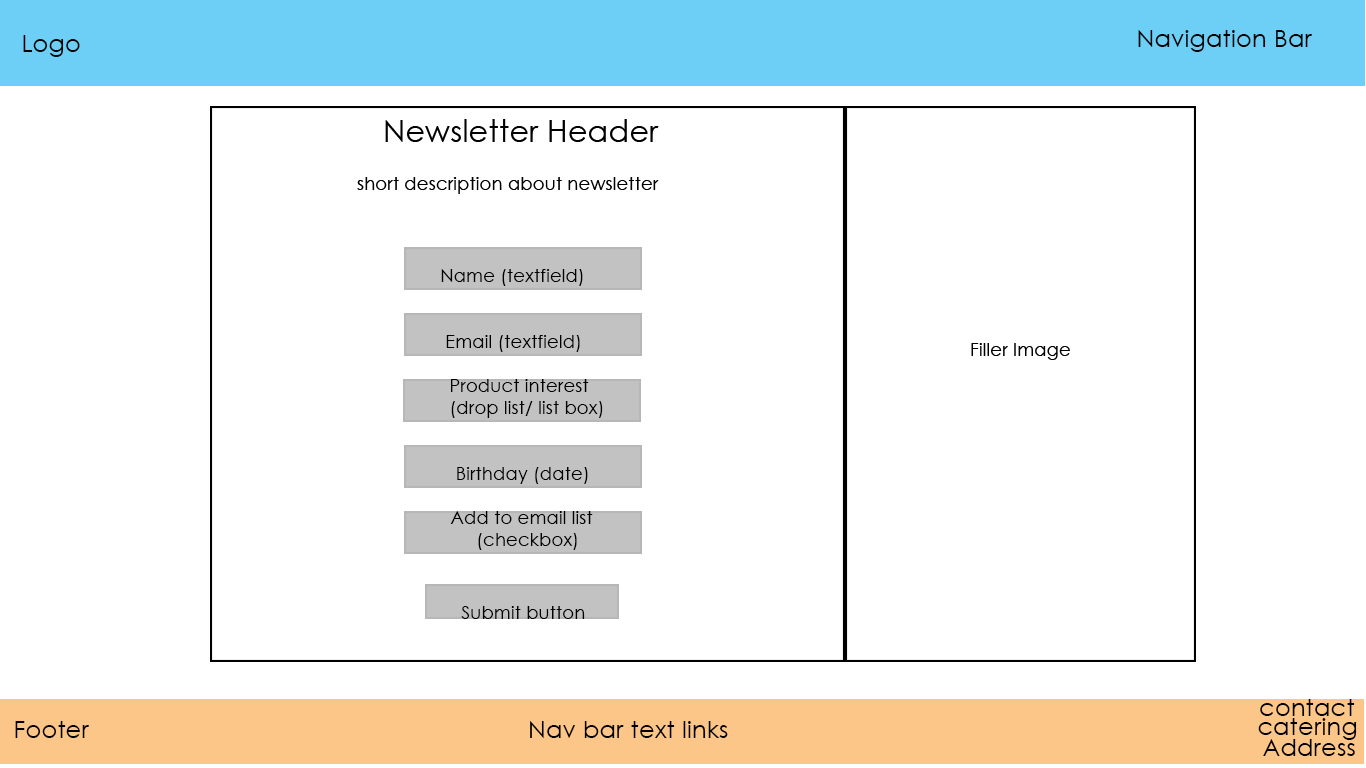 Logo
Navigation Bar
Newsletter Header
short description about newsletter
Name (textfield)
Email (textfield)
Product interest
(drop list/ list box)
Birthday (date)
Add to email list
(checkbox)
Submit button
Filler Image
Footer
Nav bar text links
contact
catering
Address